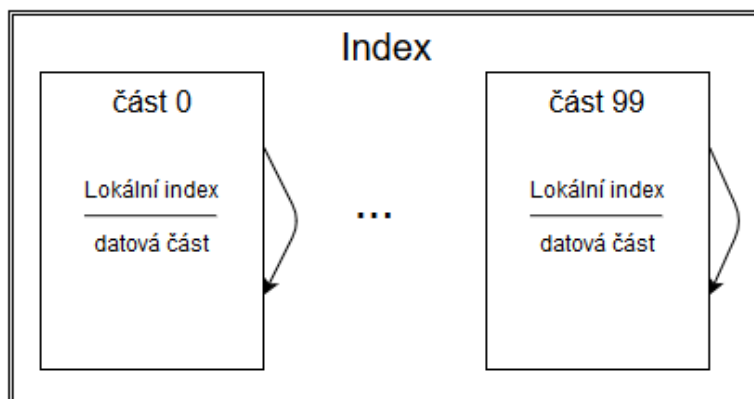 Index
část 0
Lokální index
datová část
...
část 99
Lokální index
datová část